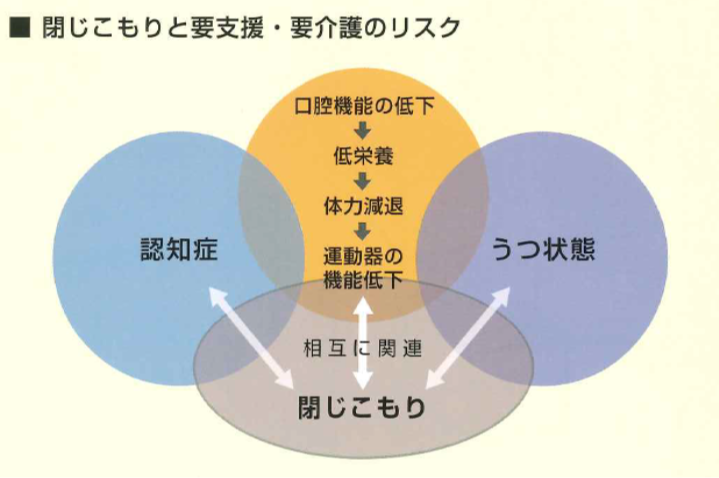 ■ 閉じこもりと要支援・要介護のリスク
口腔機能の低下
低栄養
体力減退
運動器の
機能低下
認知症
うつ状態
相互に関連
閉じこもり